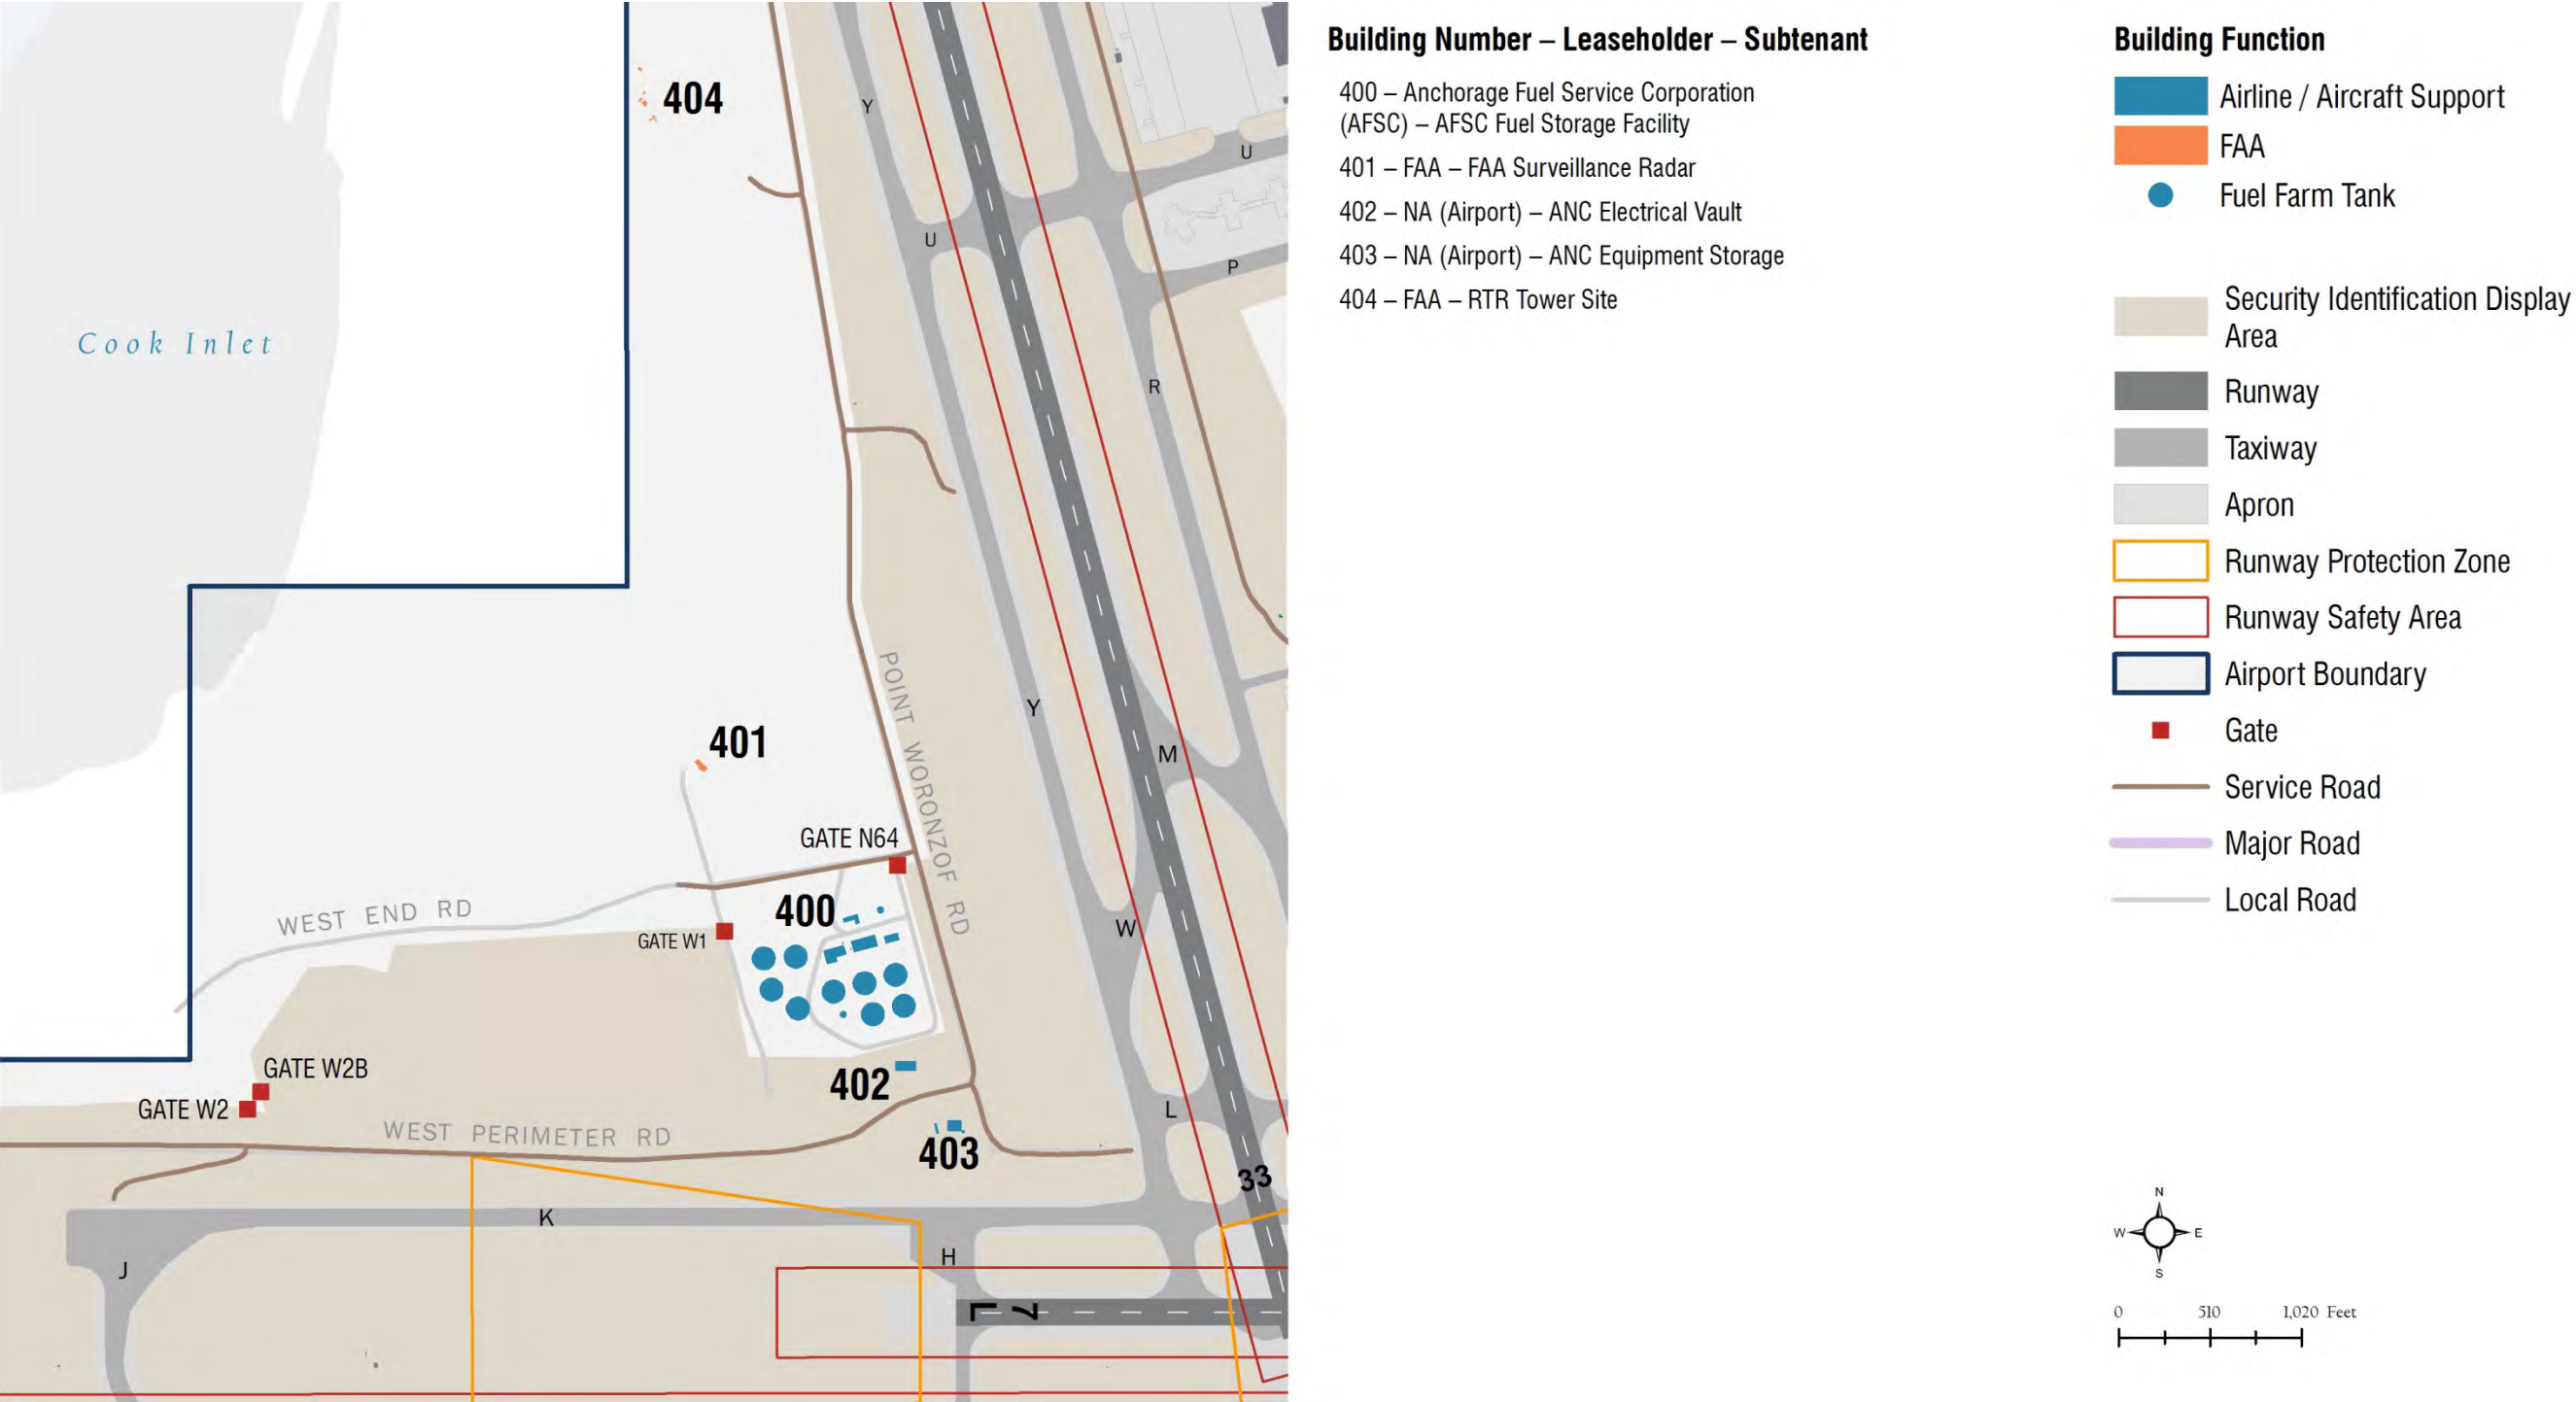 404
Y
U
U
P
Cook Inlet
R
POINT WORONZOF RD
Y
401
M
GATE N64
400
WEST END RD
W
GATE W1
GATE W2B
402
L
GATE W2
WEST PERIMETER RD
403
33
K
H
J
7
L
Building Number – Leaseholder – Subtenant
400 – Anchorage Fuel Service Corporation
(AFSC) – AFSC Fuel Storage Facility
401 – FAA – FAA Surveillance Radar
402 – NA (Airport) – ANC Electrical Vault
403 – NA (Airport) – ANC Equipment Storage
404 – FAA – RTR Tower Site
Building Function
Airline / Aircraft Support
FAA
Fuel Farm Tank
Security Identification Display
Area
Runway
Taxiway
Apron
Runway Protection Zone
Runway Safety Area
Airport Boundary
Gate
Service Road
Major Road
Local Road
N
W E
S
0 510 1,020 Feet